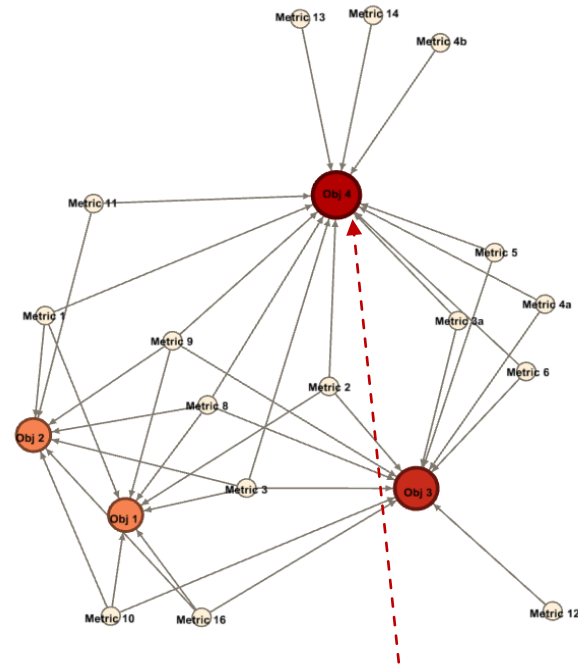 Metric 13
Metric 14
Metric 4b
Obj 4
Metric 11
Metric 5
Metric 4a
Metric 1
Metric 3a
Metric 9
Metric 6
Metric 2
Metric 8
Obj 2
Metric 3
Obj 3
Obj 1
Metric 12
Metric 10
Metric 16